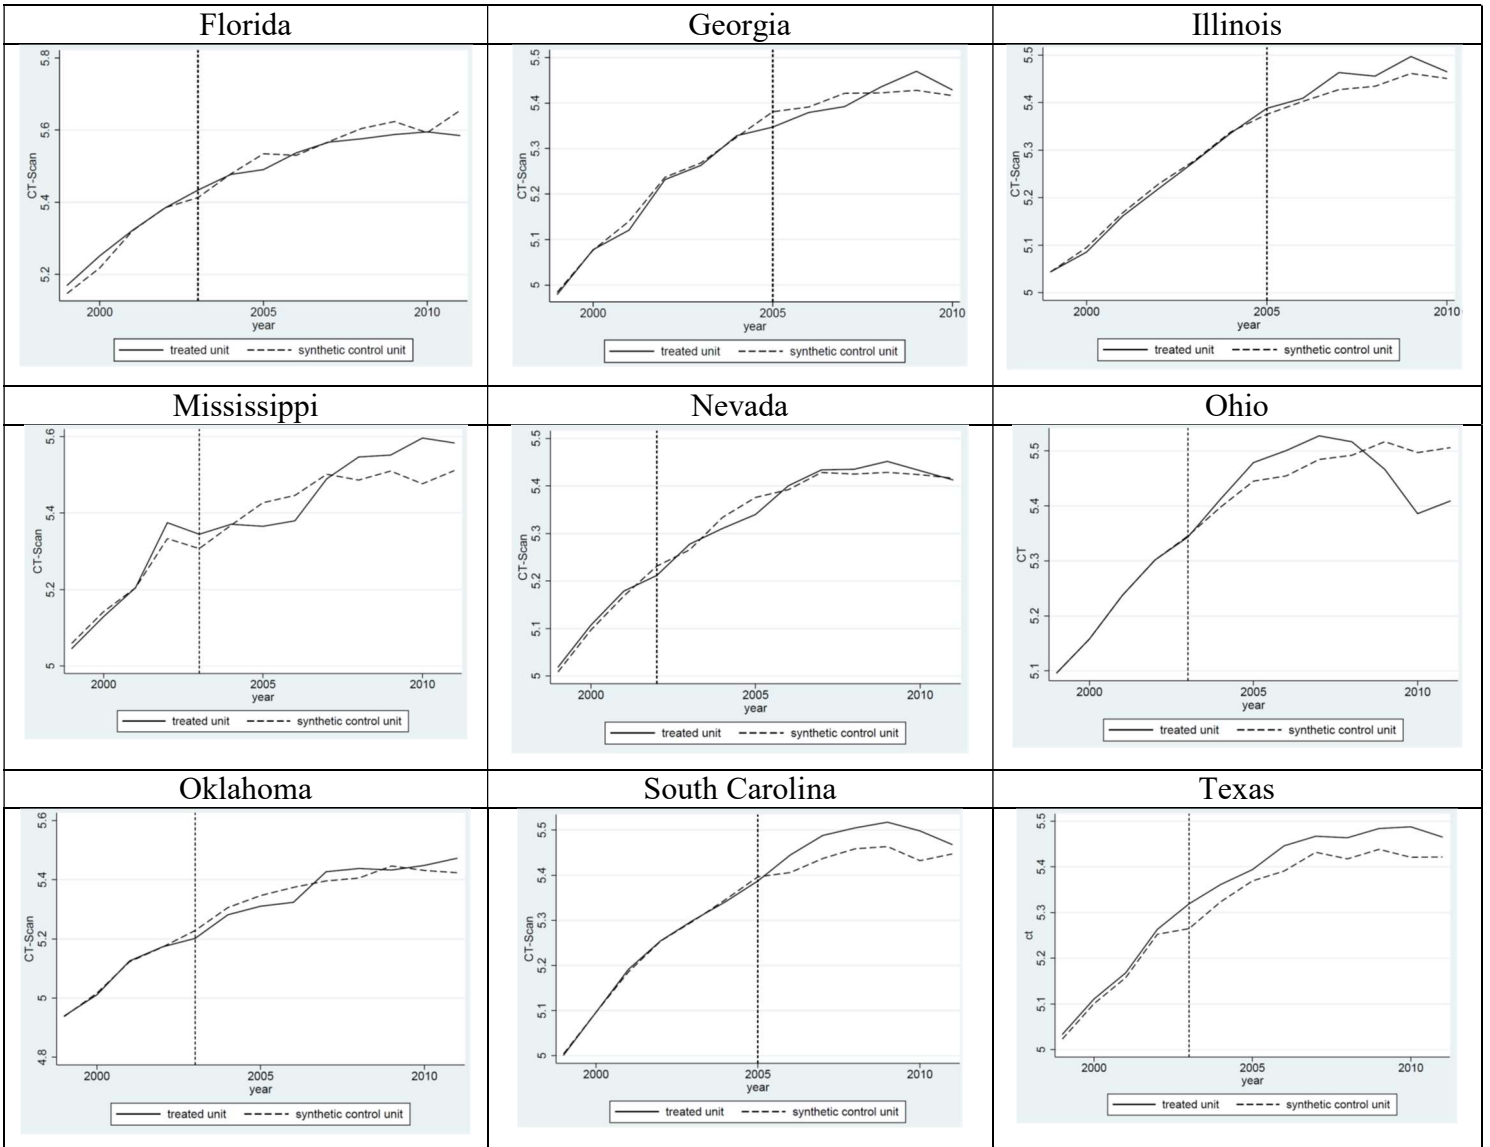 Florida
Georgia
Illinois
CT-Scan
5.8
5.6
5.4
5.2
2000
2005
2010
year
treated unit
synthetic control unit
CT-Scan
5.5
5.4
5.3
5.2
5.1
5
2000
2005
2010
year
treated unit
synthetic control unit
CT-Scan
5.5
5.4
5.3
5.2
5.1
5
2000
2005
2010
year
treated unit
synthetic control unit
Mississippi
Nevada
Ohio
CT-Scan
5.6
5.4
5.2
5
2000
2005
2010
year
treated unit
synthetic control unit
CT-Scan
5.5
5.4
5.3
5.2
5.1
5
2000
2005
2010
year
treated unit
synthetic control unit
CT
5.5
5.4
5.3
5.2
5.1
2000
2005
2010
year
treated unit
synthetic control unit
Oklahoma
South Carolina
Texas
CT-Scan
5.6
5.4
5.2
5
4.8
2000
2005
2010
year
treated unit
synthetic control unit
CT-Scan
5.5
5.4
5.3
5.2
5.1
5
2000
2005
2010
year
treated unit
synthetic control unit
ct
5.5
5.4
5.3
5.2
5.1
5
2000
2005
2010
year
treated unit
synthetic control unit